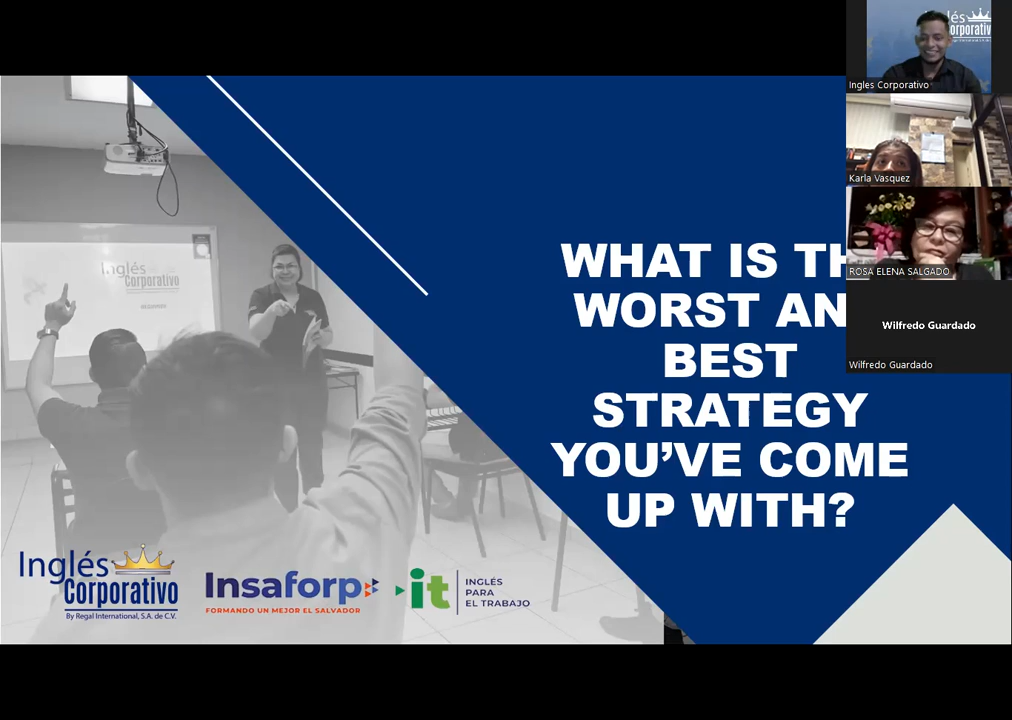 Ingles Corporativo
Karla Vasquez
ROSA ELENA SALGADO
Wilfredo Guardado
Wilfredo Guardado
WHAT IS TH
WORST AN
BEST
STRATEGY
YOU'VE COME
UP WITH?
Inglés
Corporativo
Inglés
Corporativo
By Regal International, S.A. de C.V.
Insaforp
FORMANDO UN MEJOR EL SALVADOR
it
INGLÉS
PARA
EL TRABAJO